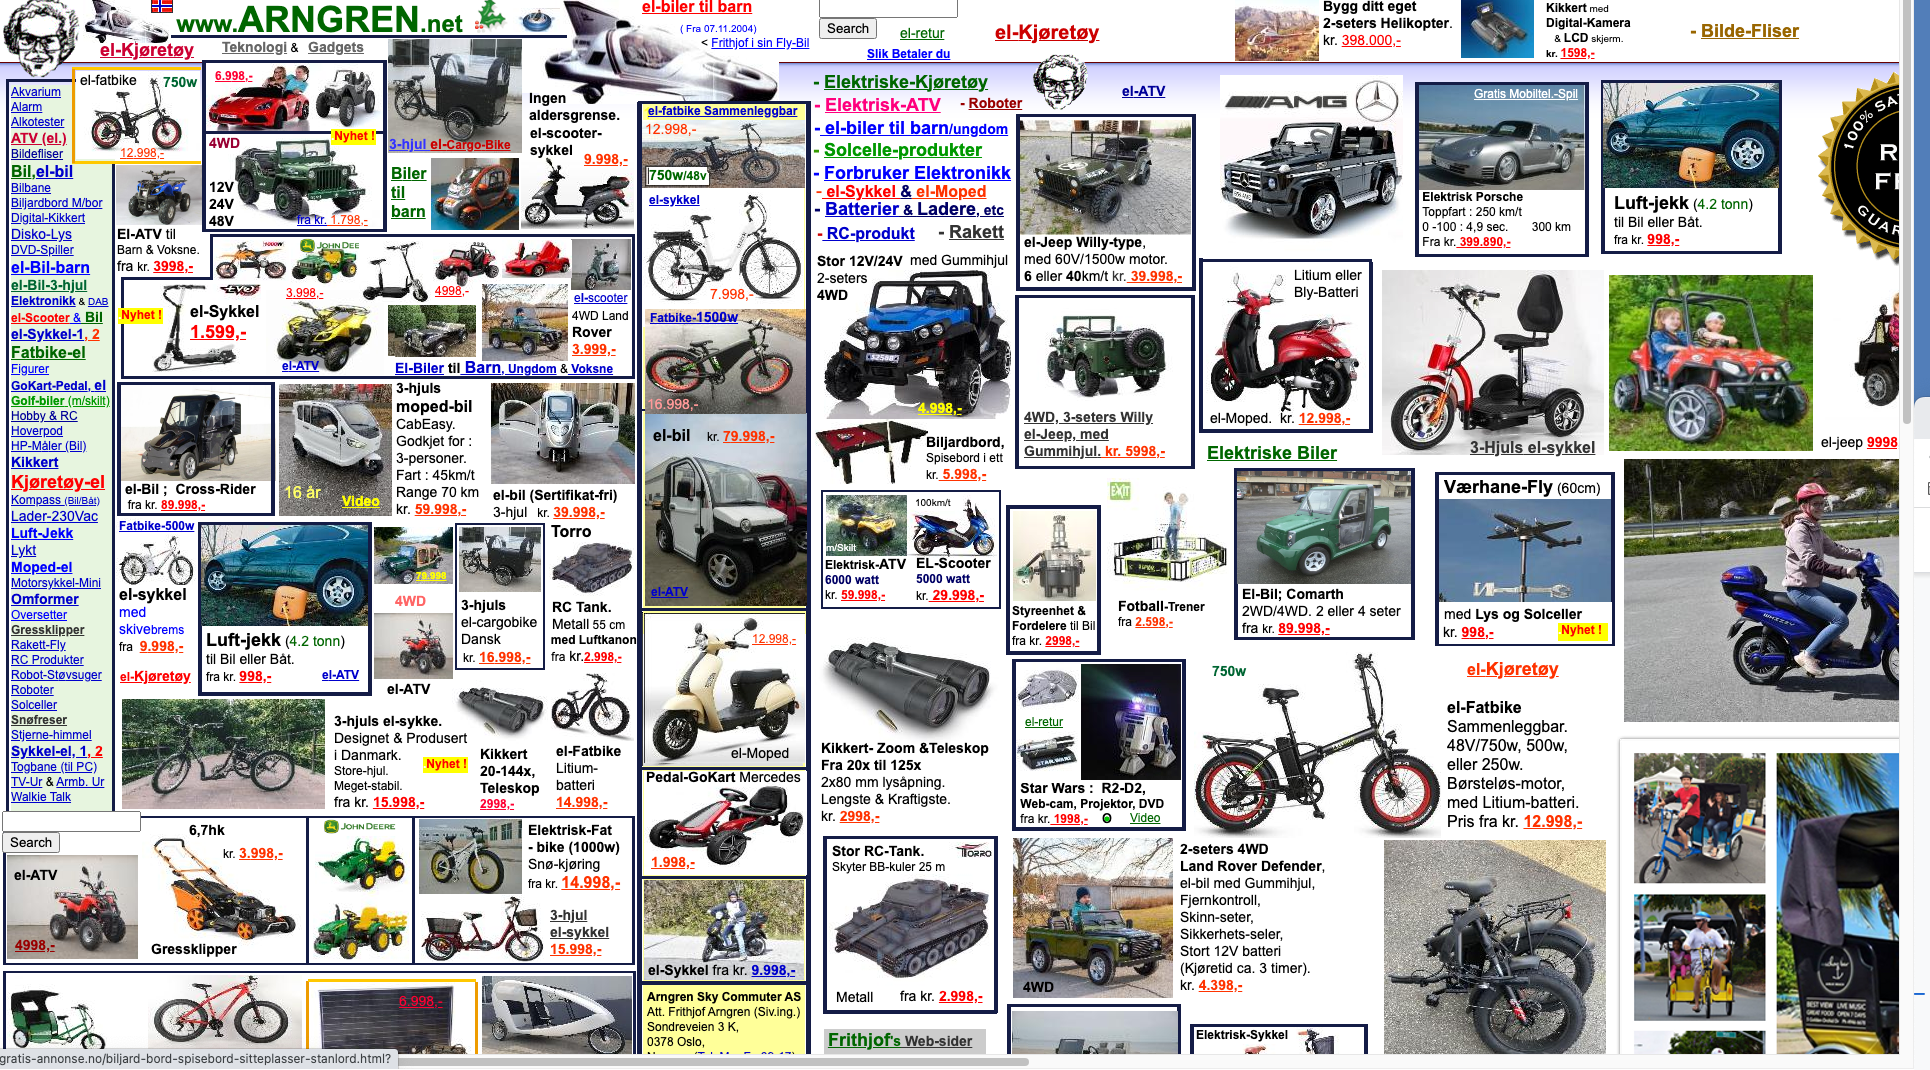 www.ARNGREN.net
el-Kjøretøy
Teknologi & Gadgets
el-biler til barn
( Fra 07.11.2004)
< Frithjof i sin Fly-Bil
Search
el-retur
Slik Betaler du
el-Kjøretøy
Bygg ditt eget
2-seters Helikopter.
kr. 398.000,-
Kikkert med
Digital-Kamera
& LCD skjerm.
kr. 1598,-
- Bilde-Fliser
Akvarium
Alarm
Alkotester
ATV (el.)
Bildefliser
Bil,el-bil
Bilbane
Biljardbord M/bor
Digital-Kikkert
Disko-Lys
DVD-Spiller
el-Bil-barn
el-Bil-3-hjul
Elektronikk & DAB
el-Scooter & Bil
el-Sykkel-1, 2
Fatbike-el
Figurer
GoKart-Pedal, el
Golf-biler (m/skilt)
Hobby & RC
Hoverpod
HP-Måler (Bil)
Kikkert
Kjøretøy-el
Kompass (Bil/Båt)
Lader-230Vac
Luft-Jekk
Lykt
Moped-el
Motorsykkel-Mini
Omformer
Oversetter
Gressklipper
Rakett-Fly
RC Produkter
Robot-Støvsuger
Roboter
Solceller
Snøfreser
Stjerne-himmel
Sykkel-el, 1, 2
Togbane (til PC)
TV-Ur & Armb. Ur
Walkie Talk
Search
el-fatbike 750w
12.998,-
6.998,-
4WD
Nyhet !
12V
24V
48V
fra kr. 1.798,-
3-hjul el-Cargo-Bike
Biler
til
barn
Ingen
aldersgrense.
el-scooter-
sykkel 9.998,-
El-ATV til
Barn & Voksne.
fra kr. 3998,-
JOHN DEE
3.998,-
4998,-
el-scooter
4WD Land
Rover
3.999,-
Nyhet !
el-Sykkel
1.599,-
EVO
el-ATV
El-Biler til Barn, Ungdom & Voksne
el-fatbike Sammenleggbar
12.998,-
750w/48v
el-sykkel
7.998,-
Fatbike-1500w
16.998,-
el-bil kr. 79.998,-
el-ATV
12.998,-
el-Moped
Pedal-GoKart Mercedes
1.998,-
el-Sykkel fra kr. 9.998,-
Arngren Sky Commuter AS
Att. Frithjof Arngren (Siv.ing.)
Sondreveien 3 K,
0378 Oslo,
el-Bil ; Cross-Rider
fra kr. 89.998,-
16 år
Video
3-hjuls
moped-bil
CabEasy.
Godkjet for :
3-personer.
Fart : 45km/t
Range 70 km
kr. 59.998,-
el-bil (Sertifikat-fri)
3-hjul kr. 39.998,-
Fatbike-500w
el-sykkel
med
skivebrems
fra 9.998,-
el-Kjøretøy
Luft-jekk (4.2 tonn)
til Bil eller Båt.
fra kr. 998,-
el-ATV
79.998
4WD
el-ATV
3-hjuls
el-cargobike
Dansk
kr. 16.998,-
Torro
RC Tank.
Metall 55 cm
med Luftkanon
fra kr.2.998,-
3-hjuls el-sykke.
Designet & Produsert
i Danmark.
Store-hjul.
Meget-stabil.
fra kr. 15.998,-
Nyhet !
Kikkert
20-144x,
Teleskop
2998,-
el-Fatbike
Litium-
batteri
14.998,-
el-ATV
4998,-
6,7hk
kr. 3.998,-
Gressklipper
JOHN DEERE
Elektrisk-Fat
- bike (1000w)
Snø-kjøring
fra kr. 14.998,-
3-hjul
el-sykkel
15.998,-
6.998,-
- Elektriske-Kjøretøy
- Elektrisk-ATV - Roboter
- el-biler til barn/ungdom
- Solcelle-produkter
- Forbruker Elektronikk
- el-Sykkel & el-Moped
- Batterier & Ladere, etc
- RC-produkt - Rakett
el-ATV
Stor 12V/24V med Gummihjul
2-seters
4WD
4.998,-
el-Jeep Willy-type,
med 60V/1500w motor.
6 eller 40km/t kr. 39.998,-
AMG
Gratis Mobiltel.-Spil
Elektrisk Porsche
Toppfart : 250 km/t
0 -100 : 4,9 sec. 300 km
Fra kr. 399.890,-
Luft-jekk (4.2 tonn)
til Bil eller Båt.
fra kr. 998,-
100% SA
R
F
GUAR
4WD, 3-seters Willy
el-Jeep, med
Gummihjul. kr. 5998,-
Litium eller
Bly-Batteri
el-Moped. kr. 12.998,-
3-Hjuls el-sykkel
el-jeep 9998
Biljardbord,
Spisebord i ett
kr. 5.998,-
m/Skilt
100km/t
Elektrisk-ATV
6000 watt
kr. 59.998,-
EL-Scooter
5000 watt
kr. 29.998,-
Styreenhet &
Fordelere til Bil
fra kr. 2998,-
EXIT
Fotball-Trener
fra 2.598,-
Elektriske Biler
El-Bil; Comarth
2WD/4WD. 2 eller 4 seter
fra kr. 89.998,-
Værhane-Fly (60cm)
med Lys og Solceller
kr. 998,-
Nyhet !
Kikkert- Zoom &Teleskop
Fra 20x til 125x
2x80 mm lysåpning.
Lengste & Kraftigste.
kr. 2998,-
el-retur
STAR WARS
Star Wars : R2-D2,
Web-cam, Projektor, DVD
fra kr. 1998,- Video
750w
el-Kjøretøy
el-Fatbike
Sammenleggbar.
48V/750w, 500w,
eller 250w.
Børsteløs-motor,
med Litium-batteri.
Pris fra kr. 12.998,-
Stor RC-Tank.
TORRO
Skyter BB-kuler 25 m
Metall fra kr. 2.998,-
4WD
2-seters 4WD
Land Rover Defender,
el-bil med Gummihjul,
Fjernkontroll,
Skinn-seter,
Sikkerhets-seler,
Stort 12V batteri
(Kjøretid ca. 3 timer).
kr. 4.398,-
Frithjof's Web-sider
Elektrisk-Sykkel
BEST VIEW LIVE MUSIC
gratis-annonse.no/biljard-bord-spisebord-sitteplasser-stanlord.html?